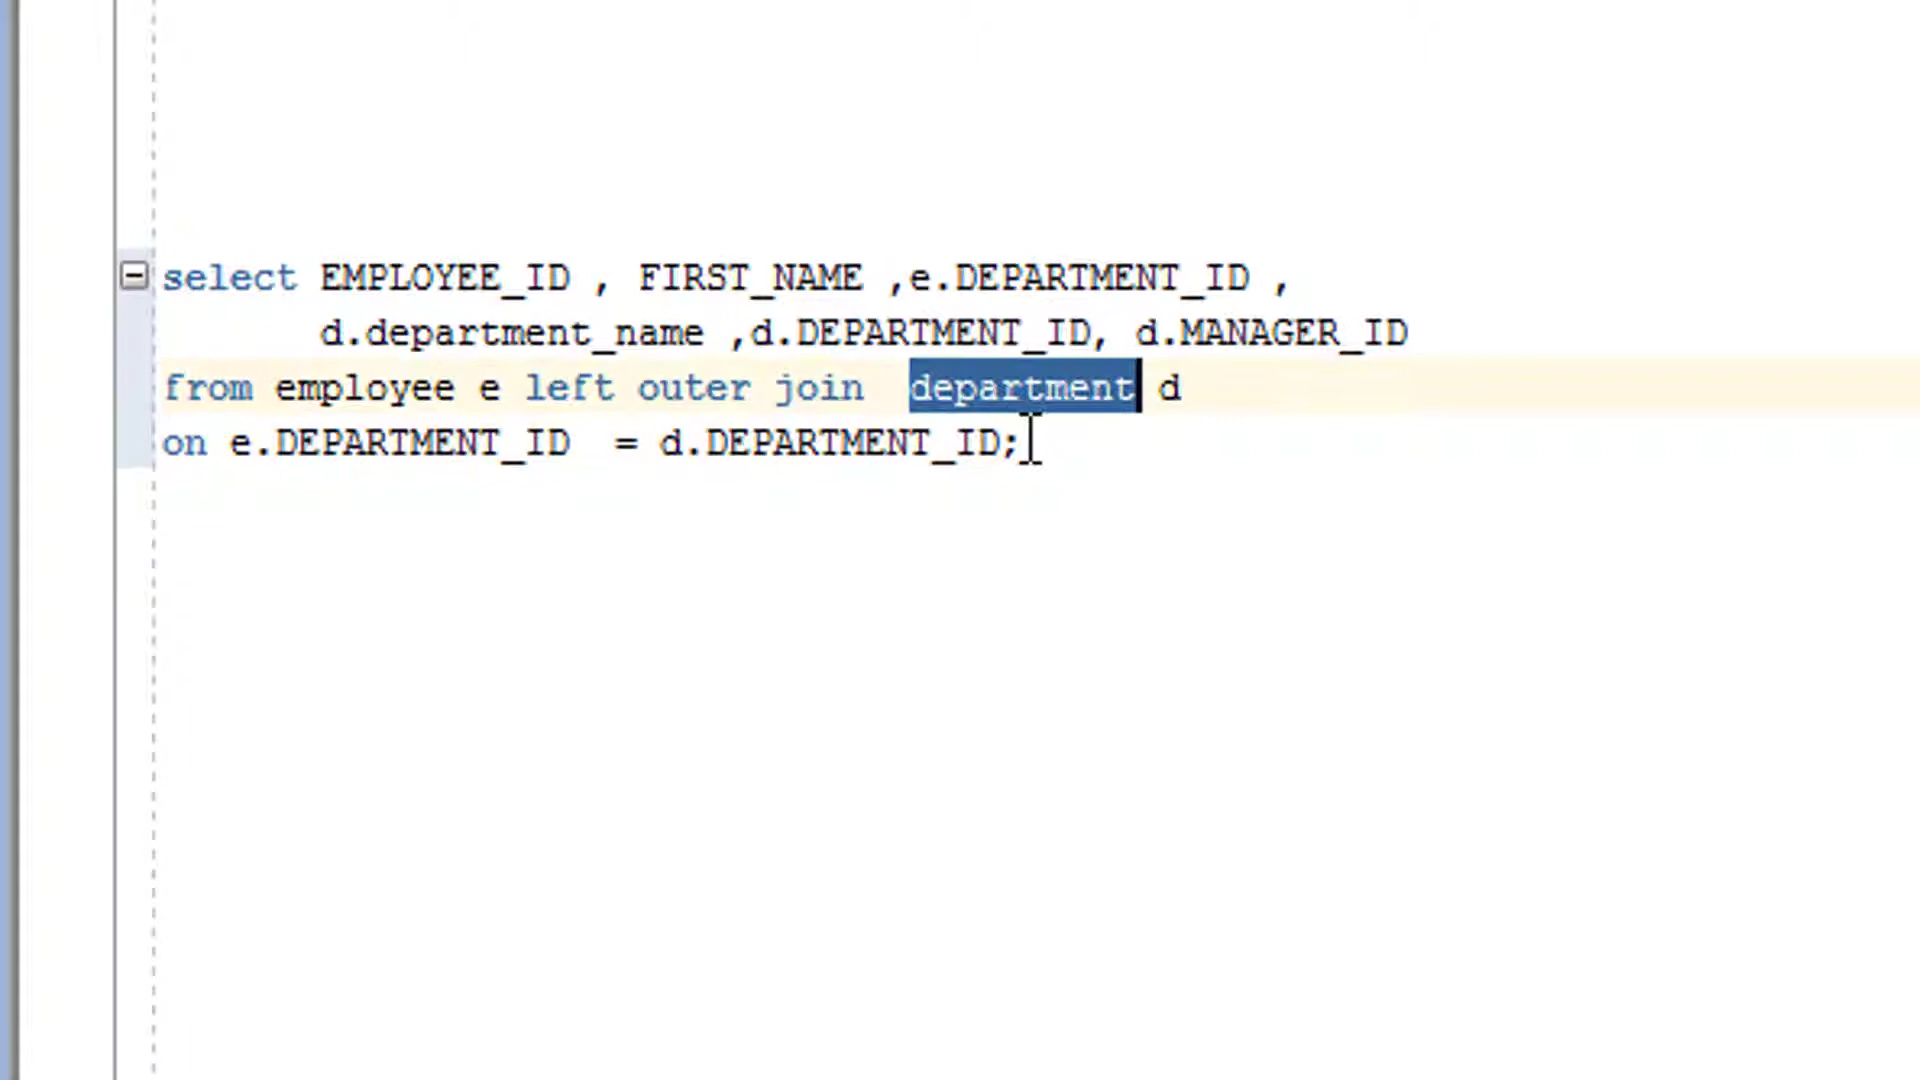 select EMPLOYEE_ID , FIRST_NAME ,e.DEPARTMENT_ID ,
d.department_name ,d.DEPARTMENT_ID, d.MANAGER_ID
from employee e left outer join  department d
on e.DEPARTMENT_ID  = d.DEPARTMENT_ID;